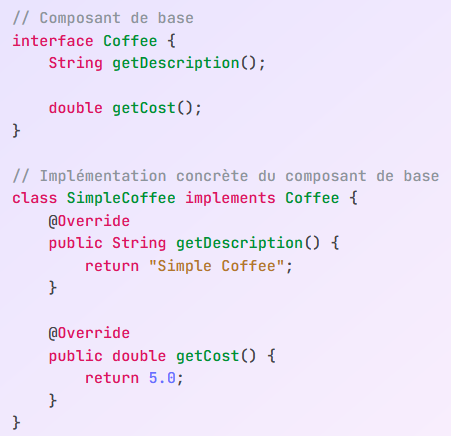 // Composant de base
interface Coffee {
    String getDescription();

    double getCost();
}

// Implémentation concrète du composant de base
class SimpleCoffee implements Coffee {
    @Override
    public String getDescription() {
        return "Simple Coffee";
    }

    @Override
    public double getCost() {
        return 5.0;
    }
}